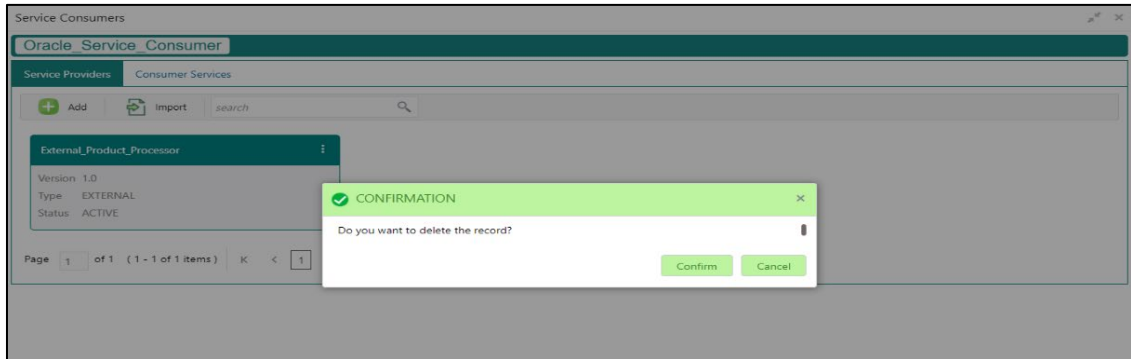 Service Consumers
Oracle_Service_Consumer
Service Providers Consumer Services
Add Import search
External_Product_Processor
Version 1.0
Type EXTERNAL
Status ACTIVE
CONFIRMATION
Do you want to delete the record?
Confirm Cancel
Page 1 of 1 (1 - 1 of 1 items) K < 1